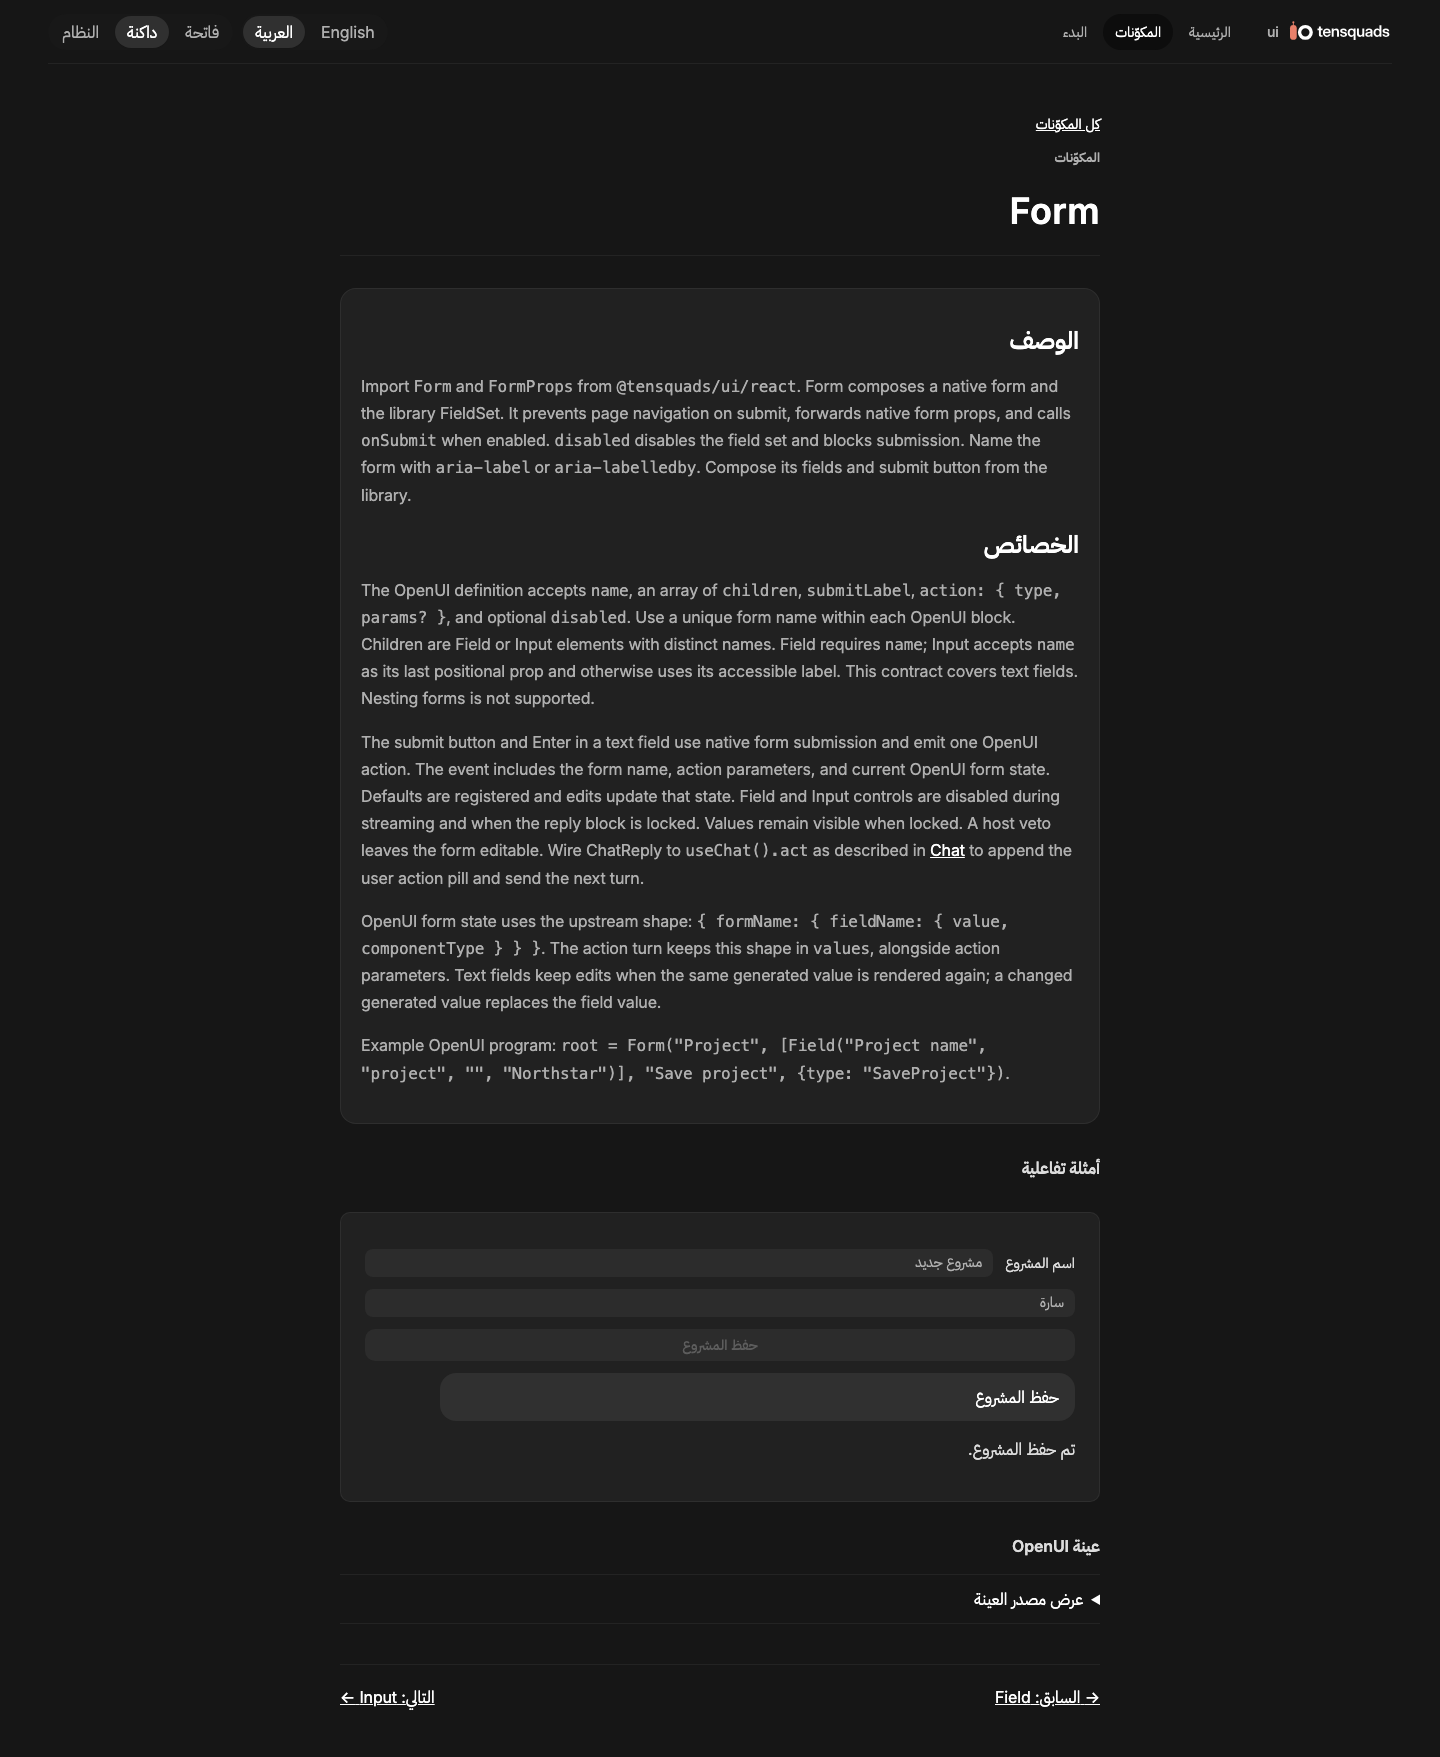 tensquads ui
الرئيسية
المكوّنات
البدء
English
العربية
فاتحة
داكنة
النظام
كل المكوّنات
المكوّنات
Form
الوصف
Import Form and FormProps from @tensquads/ui/react. Form composes a native form and
the library FieldSet. It prevents page navigation on submit, forwards native form props, and calls
onSubmit when enabled. disabled disables the field set and blocks submission. Name the
form with aria-label or aria-labelledby. Compose its fields and submit button from the
library.
الخصائص
The OpenUI definition accepts name, an array of children, submitLabel, action: { type,
params? }, and optional disabled. Use a unique form name within each OpenUI block.
Children are Field or Input elements with distinct names. Field requires name; Input accepts name
as its last positional prop and otherwise uses its accessible label. This contract covers text fields.
Nesting forms is not supported.
The submit button and Enter in a text field use native form submission and emit one OpenUI
action. The event includes the form name, action parameters, and current OpenUI form state.
Defaults are registered and edits update that state. Field and Input controls are disabled during
streaming and when the reply block is locked. Values remain visible when locked. A host veto
leaves the form editable. Wire ChatReply to useChat().act as described in Chat to append the
user action pill and send the next turn.
OpenUI form state uses the upstream shape: { formName: { fieldName: { value,
componentType } } }. The action turn keeps this shape in values, alongside action
parameters. Text fields keep edits when the same generated value is rendered again; a changed
generated value replaces the field value.
Example OpenUI program: root = Form("Project", [Field("Project name",
"project", "", "Northstar")], "Save project", {type: "SaveProject"}).
أمثلة تفاعلية
اسم المشروع
مشروع جديد
سارة
حفظ المشروع
حفظ المشروع
تم حفظ المشروع.
عينة OpenUI
عرض مصدر العينة
→ السابق: Field
التالي: Input ←